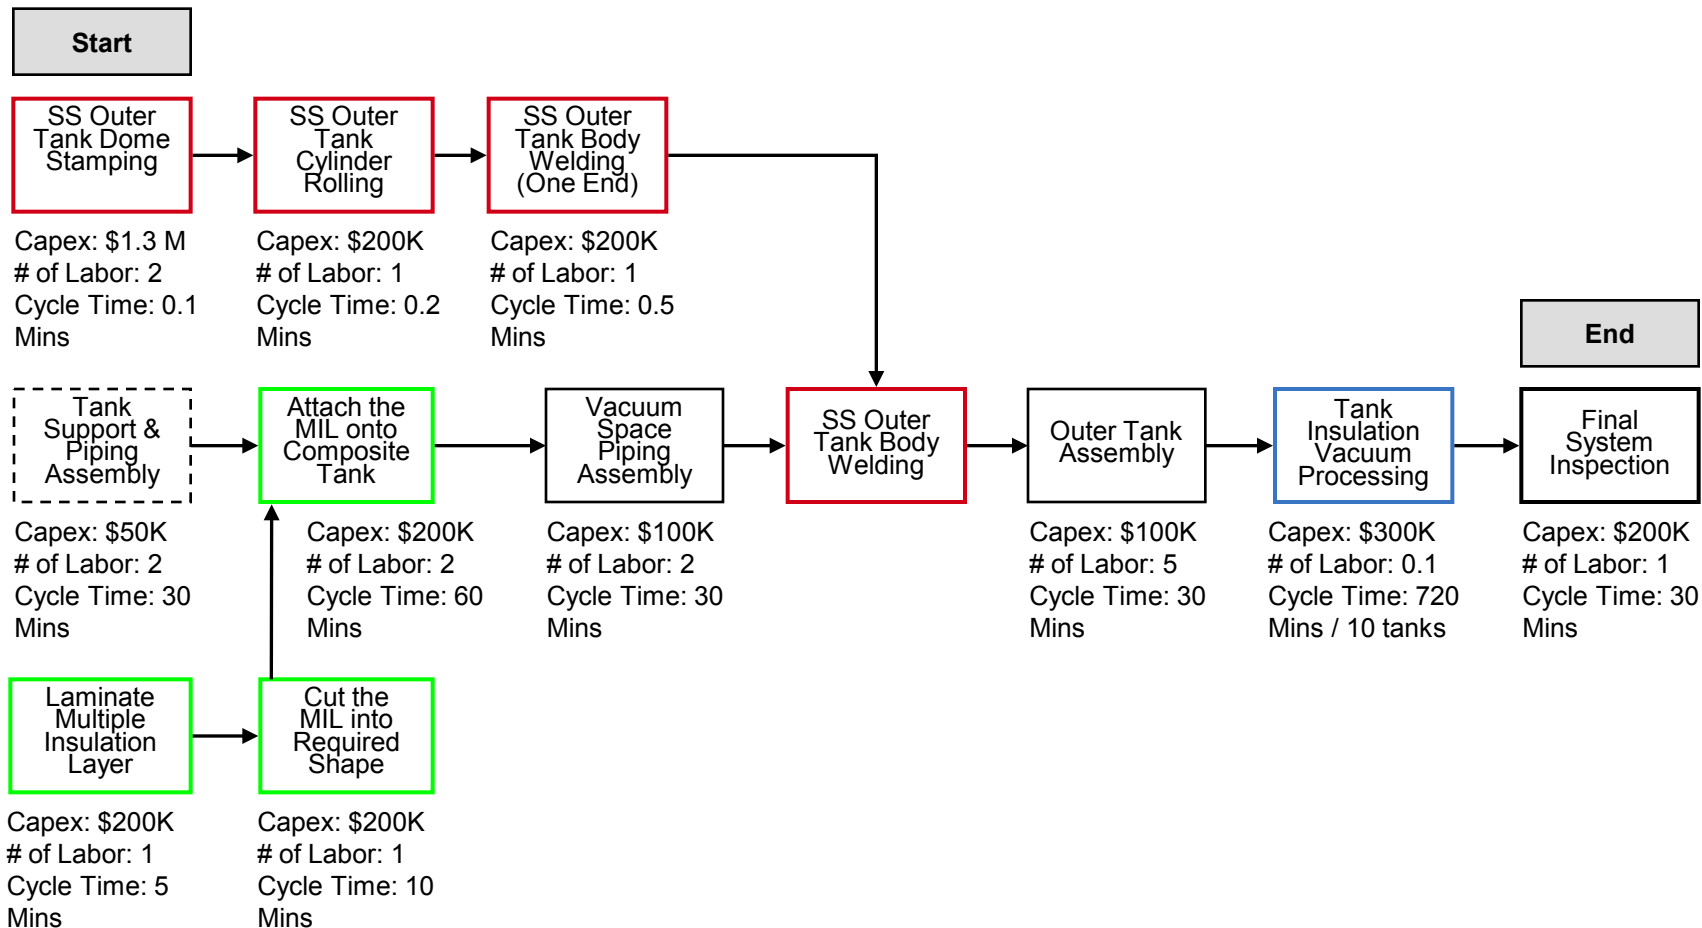 Start
SS Outer
Tank Dome
Stamping
SS Outer
Tank
Cylinder
Rolling
SS Outer
Tank Body
Welding
(One End)
Capex: $1.3 M
# of Labor: 2
Cycle Time: 0.1
Mins
Capex: $200K
# of Labor: 1
Cycle Time: 0.2
Mins
Capex: $200K
# of Labor: 1
Cycle Time: 0.5
Mins
End
Tank
Support &
Piping
Assembly
Attach the
MIL onto
Composite
Tank
Vacuum
Space
Piping
Assembly
SS Outer
Tank Body
Welding
Outer Tank
Assembly
Tank
Insulation
Vacuum
Processing
Final
System
Inspection
Capex: $50K
# of Labor: 2
Cycle Time: 30
Mins
Capex: $200K
# of Labor: 2
Cycle Time: 60
Mins
Capex: $100K
# of Labor: 2
Cycle Time: 30
Mins
Capex: $100K
# of Labor: 5
Cycle Time: 30
Mins
Capex: $300K
# of Labor: 0.1
Cycle Time: 720
Mins / 10 tanks
Capex: $200K
# of Labor: 1
Cycle Time: 30
Mins
Laminate
Multiple
Insulation
Layer
Cut the
MIL into
Required
Shape
Capex: $200K
# of Labor: 1
Cycle Time: 5
Mins
Capex: $200K
# of Labor: 1
Cycle Time: 10
Mins